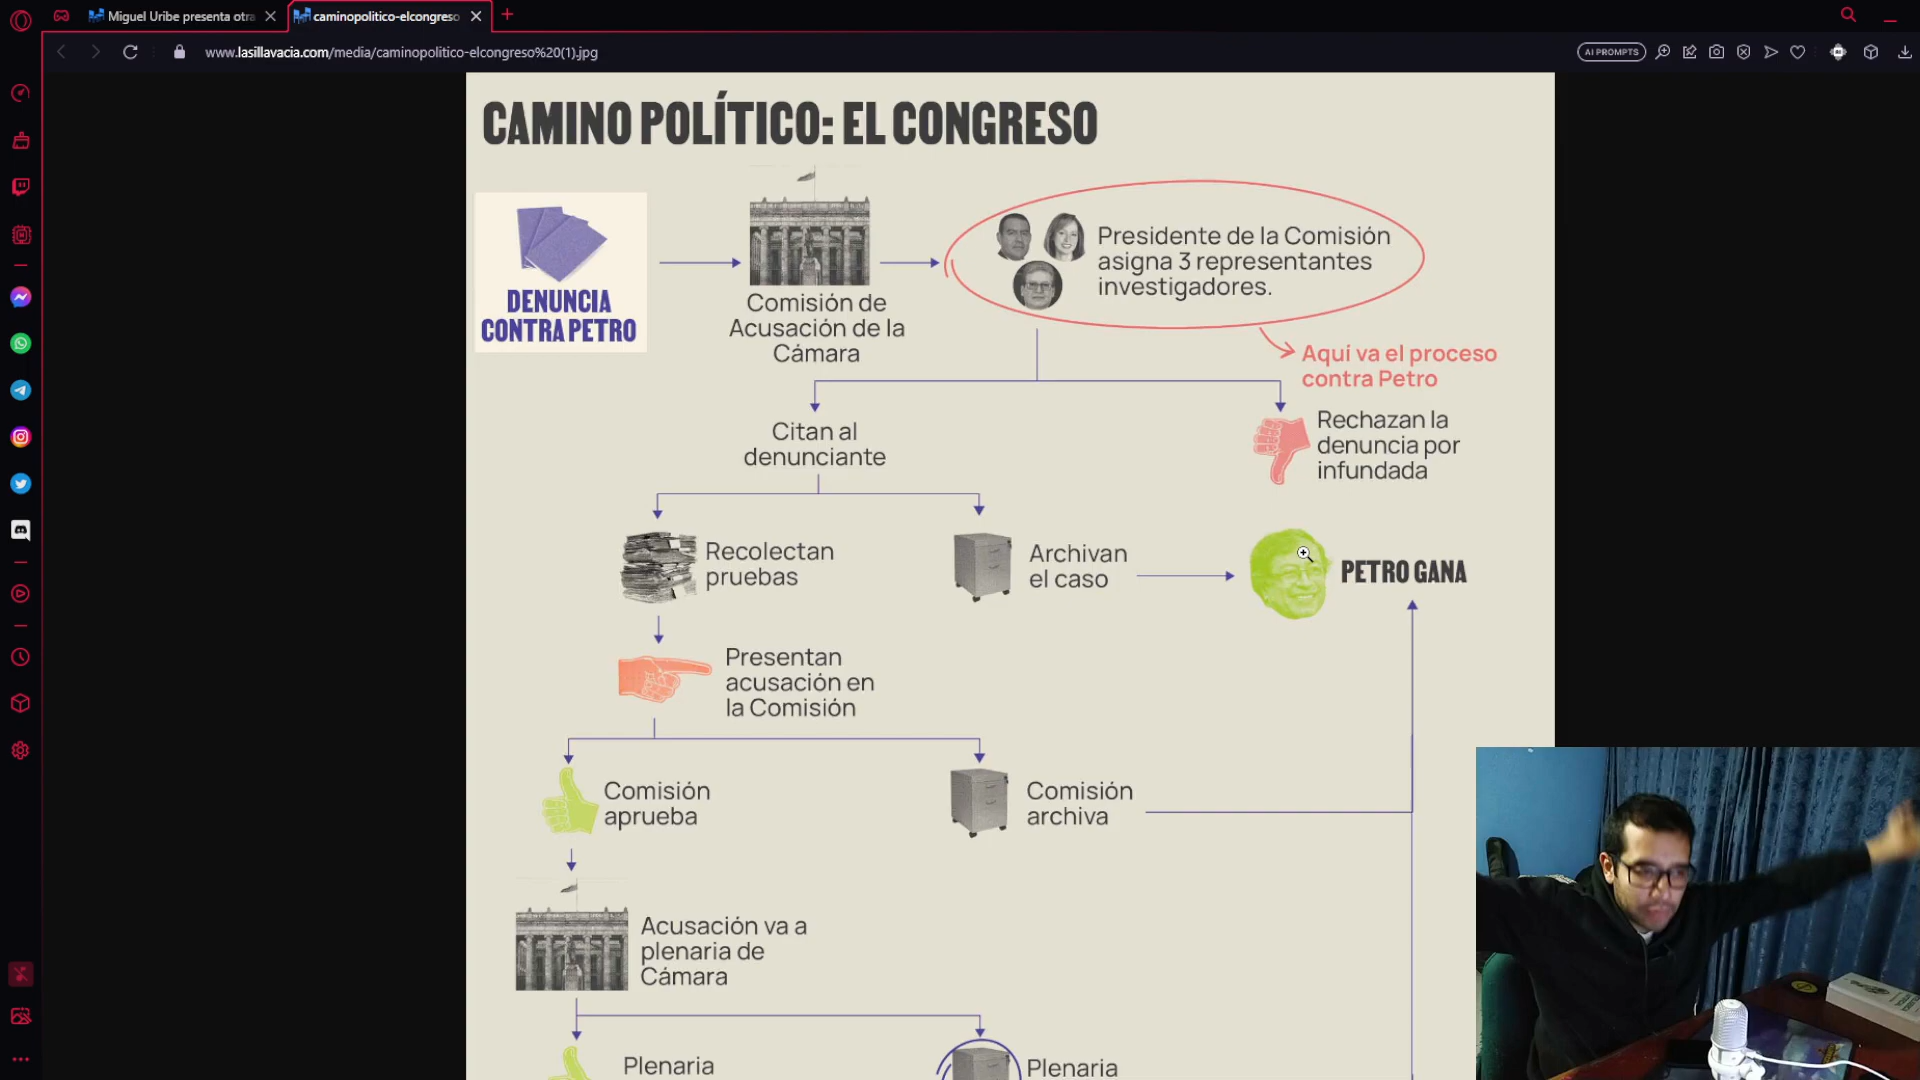 Miguel Uribe presenta otra
caminopolitico-elcongreso
www.lasillavacia.com/media/caminopolitico-elcongreso%20(1).jpg
AI PROMPTS
CAMINO POLÍTICO: EL CONGRESO
DENUNCIA
CONTRA PETRO
Comisión de
Acusación de la
Cámara
Presidente de la Comisión
asigna 3 representantes
investigadores.
Aquí va el proceso
contra Petro
Citan al
denunciante
Rechazan la
denuncia por
infundada
Recolectan
pruebas
Archivan
el caso
PETRO GANA
Presentan
acusación en
la Comisión
Comisión
aprueba
Comisión
archiva
Acusación va a
plenaria de
Cámara
Plenaria
Plenaria